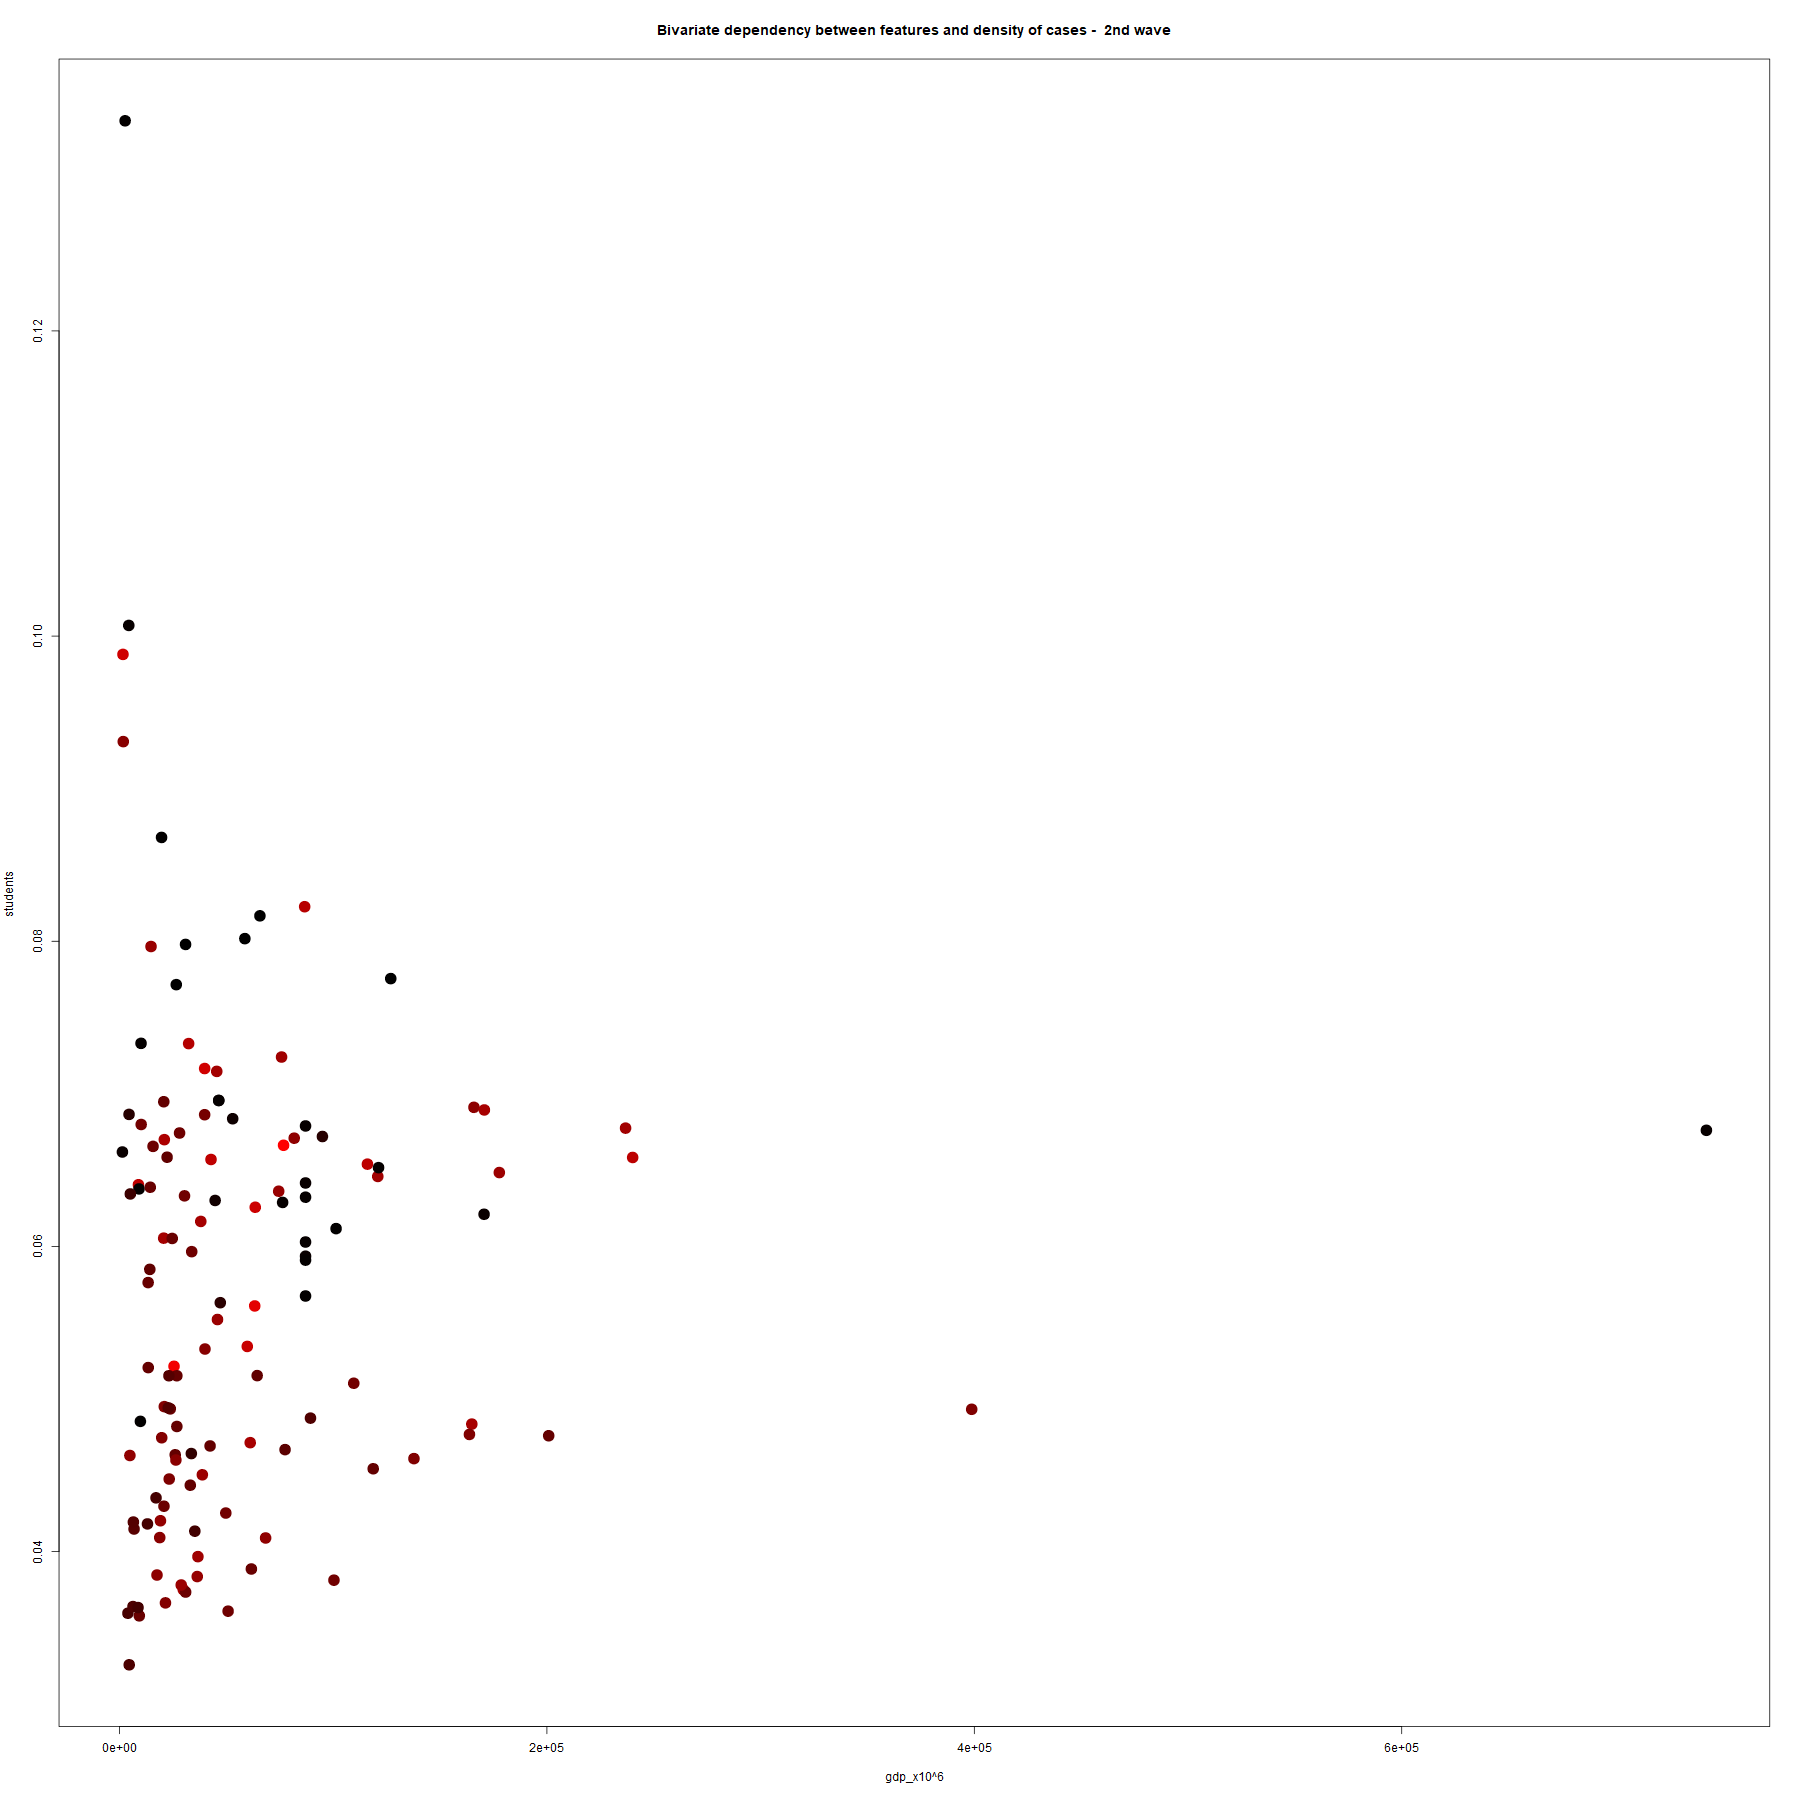 Bivariate dependency between features and density of cases -  2nd wave
0.12
0.10
0.08
students
0.06
0.04
0e+00
2e+05
4e+05
6e+05
gdp_x10^6